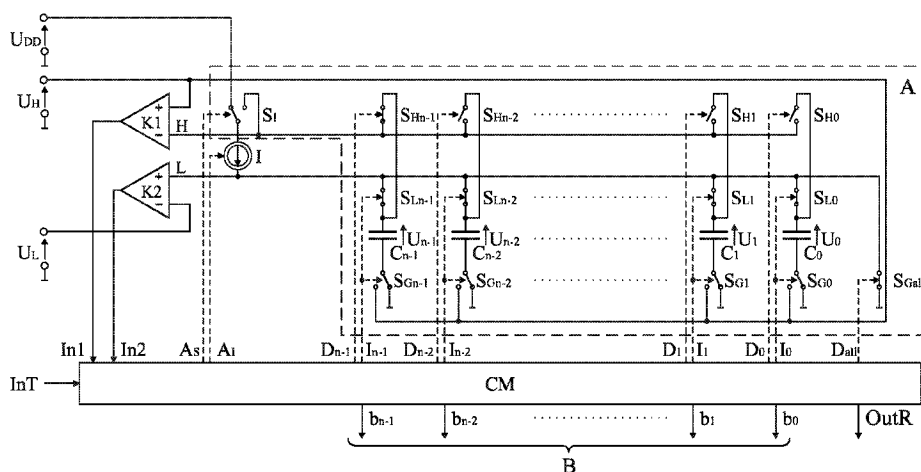 UDD
UH
UL
K1
K2
+
-
+
-
H
L
SI
I
A
SHn-1
SHn-2
SH1
SH0
SLn-1
SLn-2
SL1
SL0
Un-1
Un-2
U1
U0
Cn-1
Cn-2
C1
C0
SGn-1
SGn-2
SG1
SG0
SGal
In1
In2
As
AI
Dn-1
In-1
Dn-2
In-2
D1
I1
D0
I0
Dall
InT
CM
bn-1
bn-2
b1
b0
OutR
B